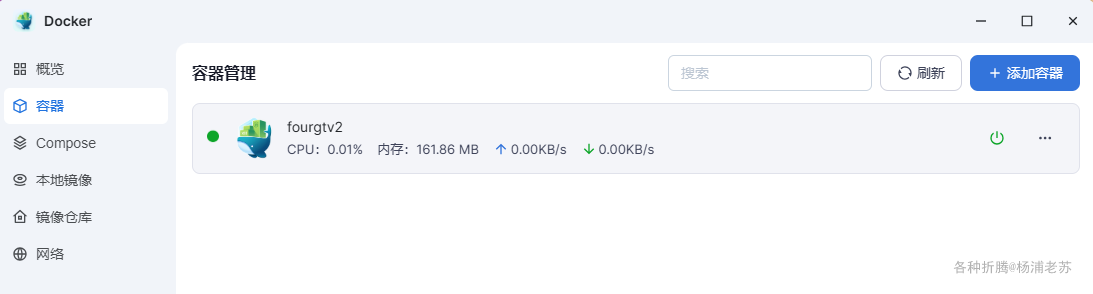 Docker
概览
容器
Compose
本地镜像
镜像仓库
网络
容器管理
搜索
刷新
添加容器
fourgtv2
CPU：0.01% 内存：161.86 MB 0.00KB/s 0.00KB/s
各种折腾@杨浦老苏